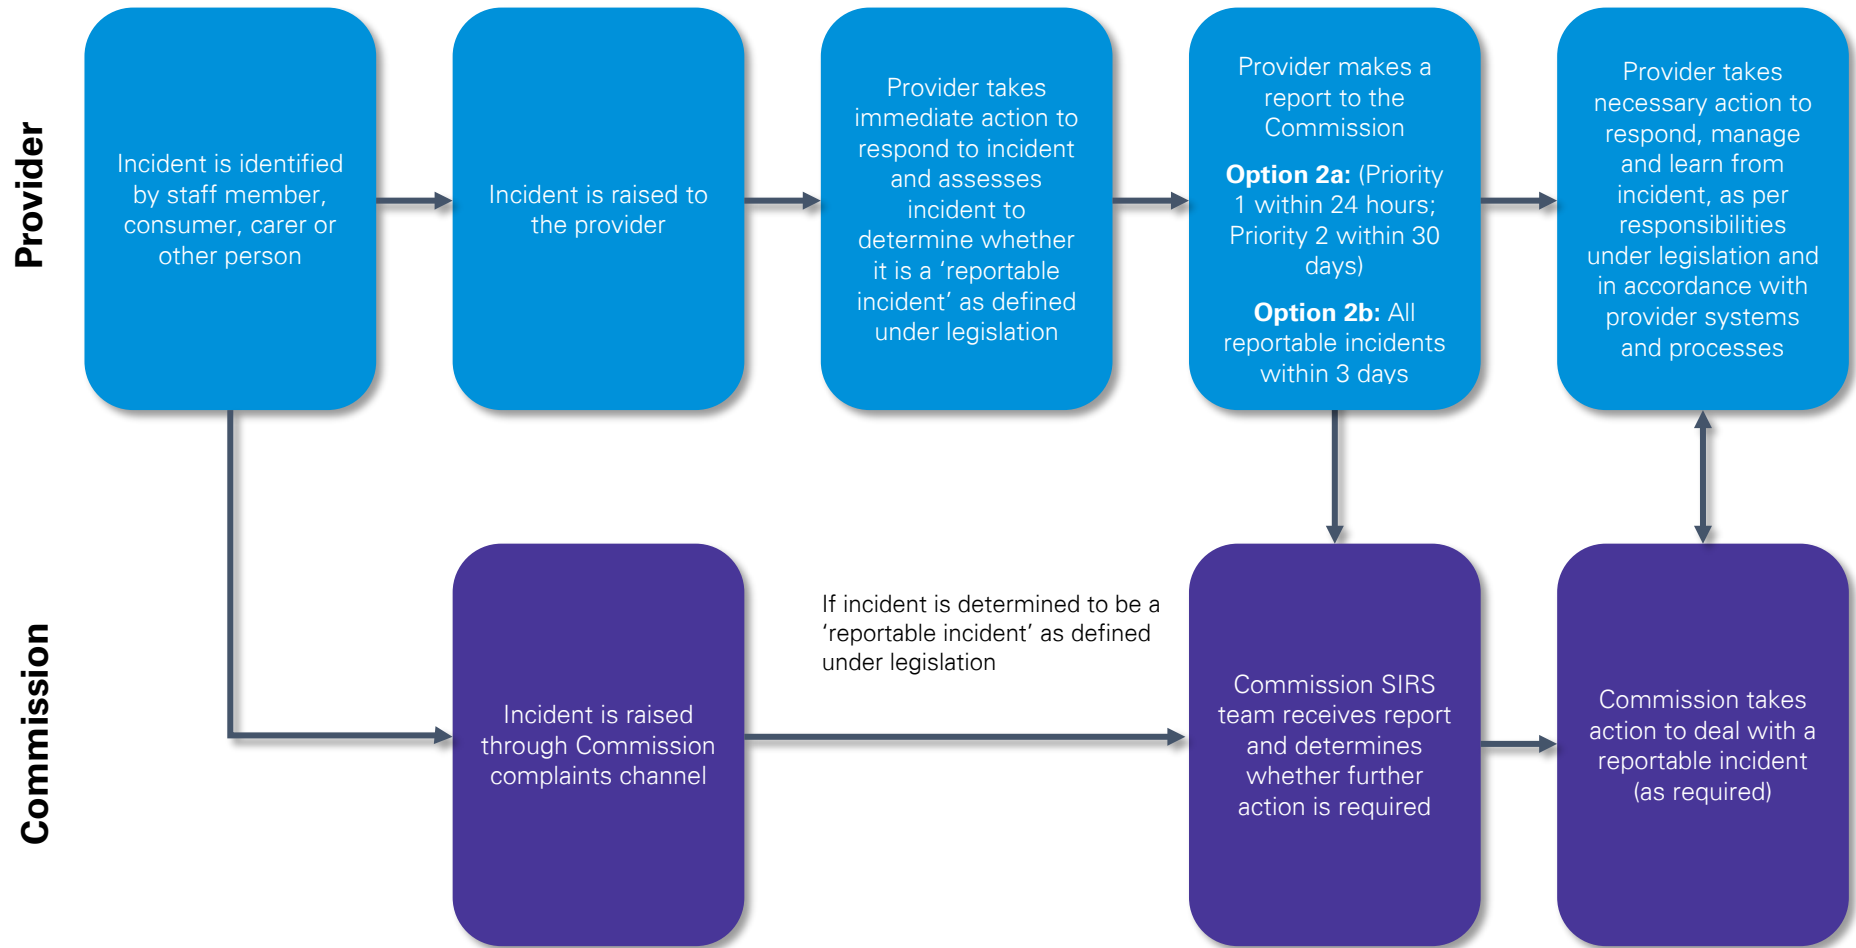 Provider
Incident is identified
by staff member,
consumer, carer or
other person
Incident is raised to
the provider
Provider takes
immediate action to
respond to incident
and assesses
incident to
determine whether
it is a ‘reportable
incident’ as defined
under legislation
Provider makes a
report to the
Commission
Option 2a: (Priority
1 within 24 hours;
Priority 2 within 30
days)
Option 2b: All
reportable incidents
within 3 days
Provider takes
necessary action to
respond, manage
and learn from
incident, as per
responsibilities
under legislation and
in accordance with
provider systems
and processes
Commission
Incident is raised
through Commission
complaints channel
If incident is determined to be a
‘reportable incident’ as defined
under legislation
Commission SIRS
team receives report
and determines
whether further
action is required
Commission takes
action to deal with a
reportable incident
(as required)